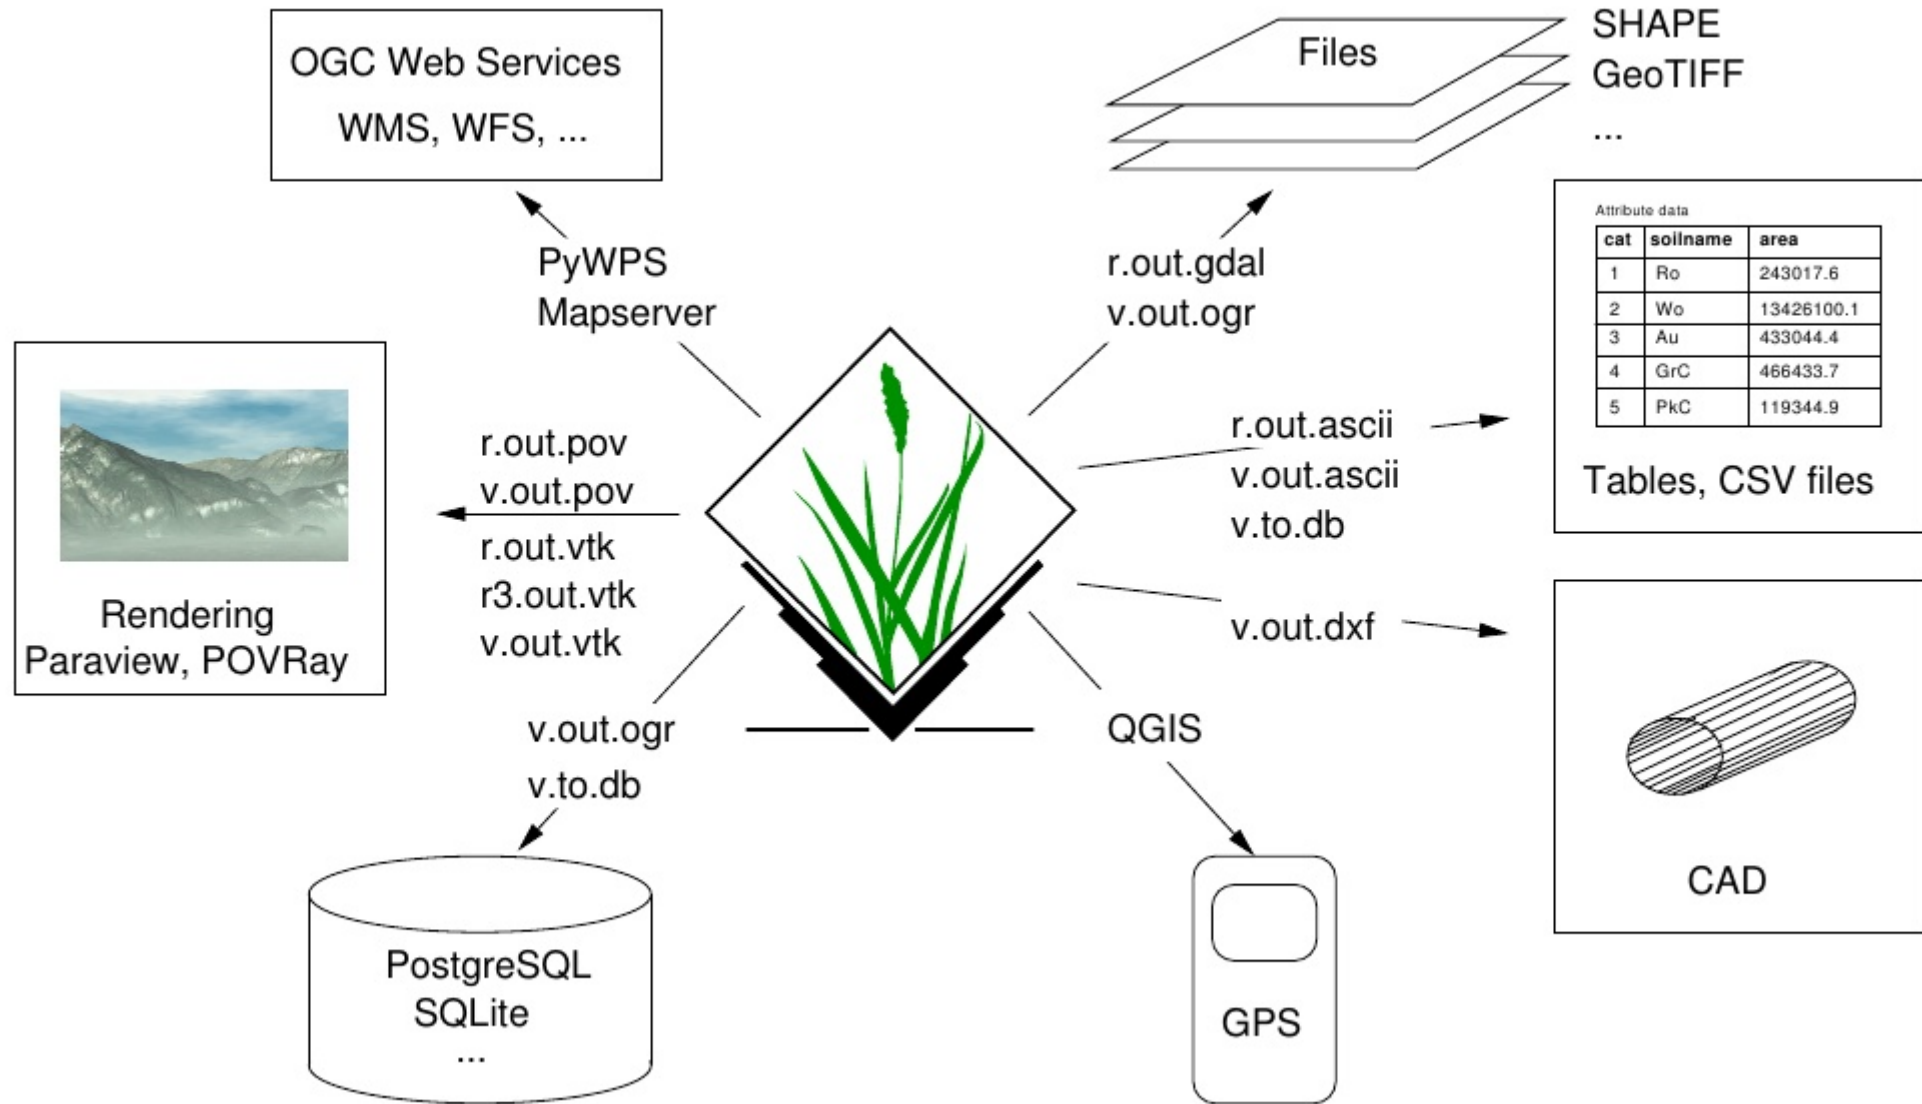 OGC Web Services
WMS, WFS, ...
Files
SHAPE
GeoTIFF
...
PyWPS
Mapserver
r.out.gdal
v.out.ogr
Attribute data
cat soilname area
1 Ro 243017.6
2 Wo 13426100.1
3 Au 433044.4
4 GrC 466433.7
5 PkC 119344.9
Tables, CSV files
r.out.pov
v.out.pov
r.out.vtk
r3.out.vtk
v.out.vtk
Rendering
Paraview, POVRay
r.out.ascii
v.out.ascii
v.to.db
v.out.dxf
CAD
v.out.ogr
v.to.db
QGIS
PostgreSQL
SQLite
...
GPS